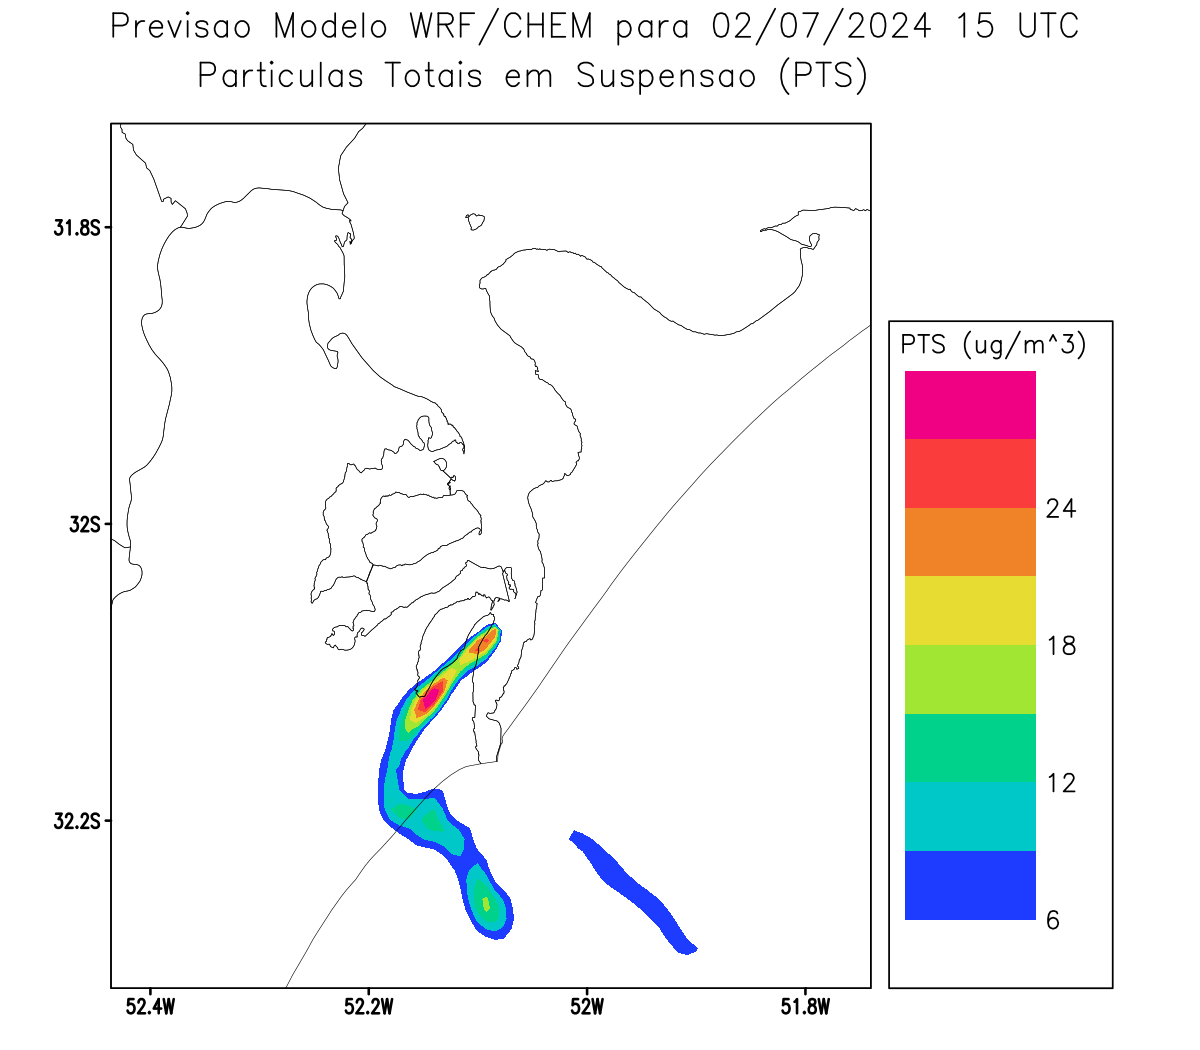 Previsao Modelo WRF/CHEM para 02/07/2024 15 UTC
Particulas Totais em Suspensao (PTS)
31.8S
32S
32.2S
52.4W
52.2W
52W
51.8W
PTS (ug/m^3)
24
18
12
6